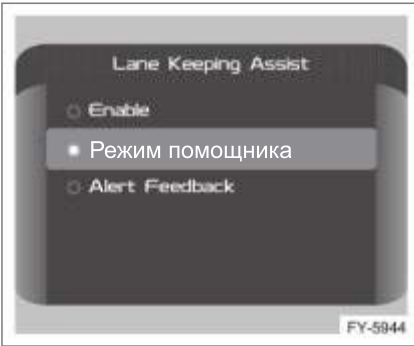 Lane Keeping Assist
Enable
Режим помощника
Alert Feedback
FY-5944